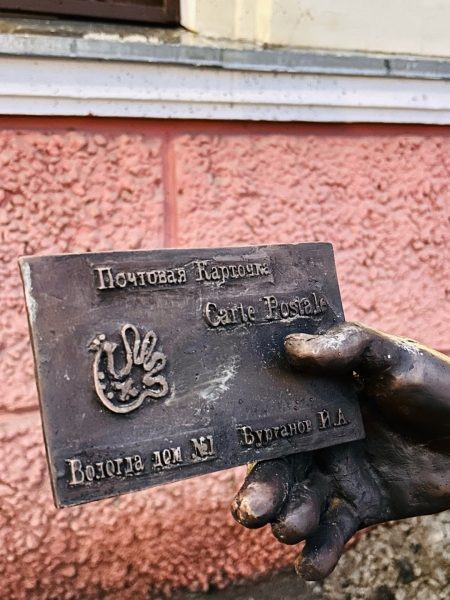 Почтовая Карточка
Carte Postale
Вологда дом №1
Бурганов И.А.